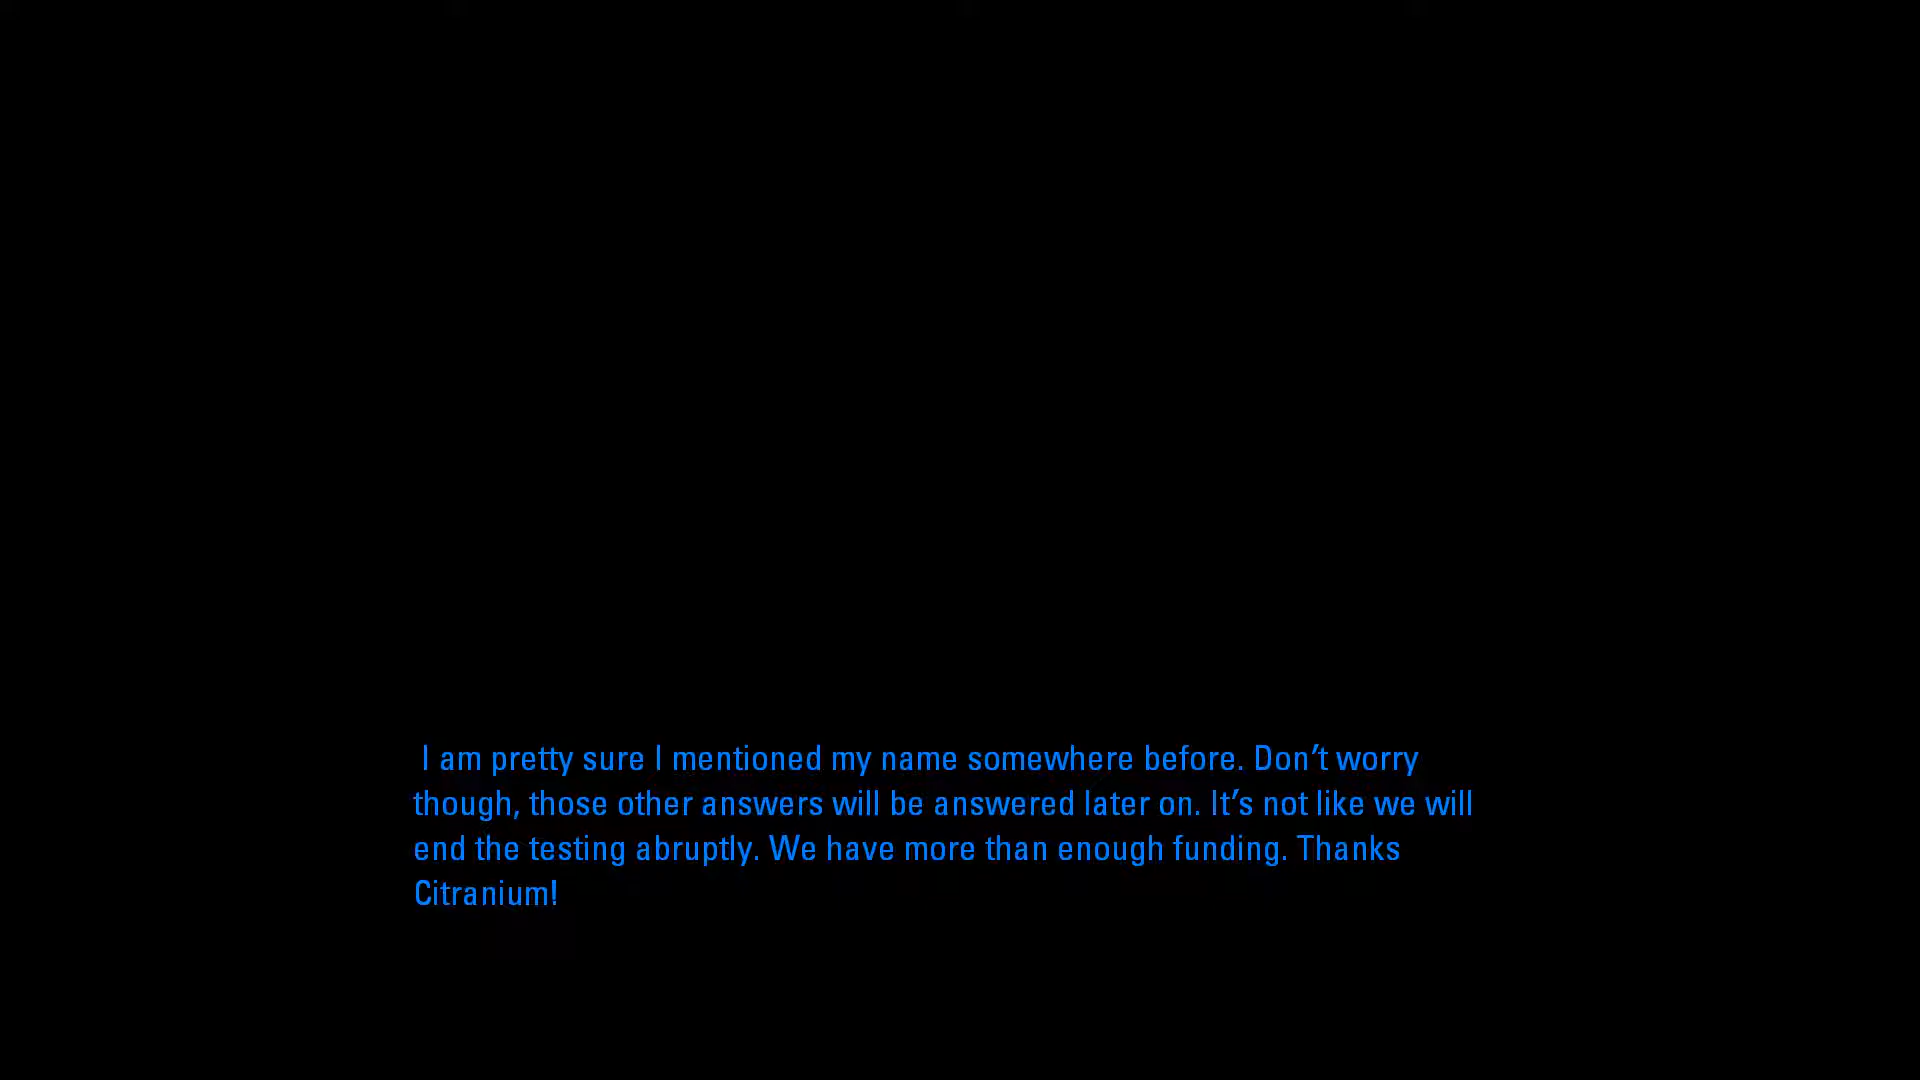 I am pretty sure I mentioned my name somewhere before. Don’t worry
though, those other answers will be answered later on. It’s not like we will
end the testing abruptly. We have more than enough funding. Thanks
Citranium!